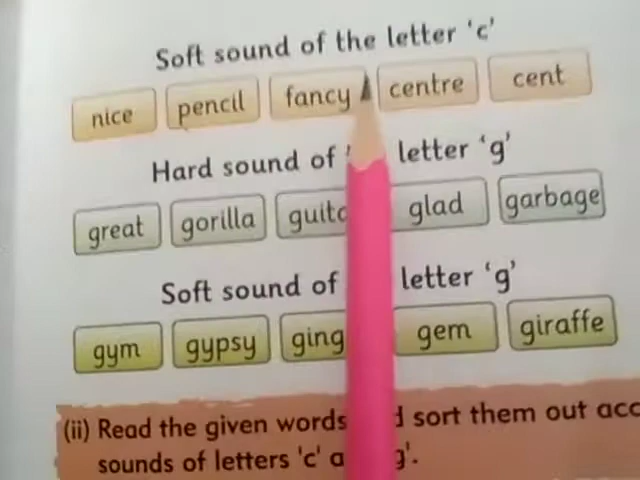 Soft sound of the letter 'c'
nice pencil fancy centre cent
Hard sound of letter 'g'
great gorilla glad garbage
Soft sound of letter 'g'
gym gypsy gem giraffe
(ii) Read the given words sort them out
sounds of letters 'c' 'g'.